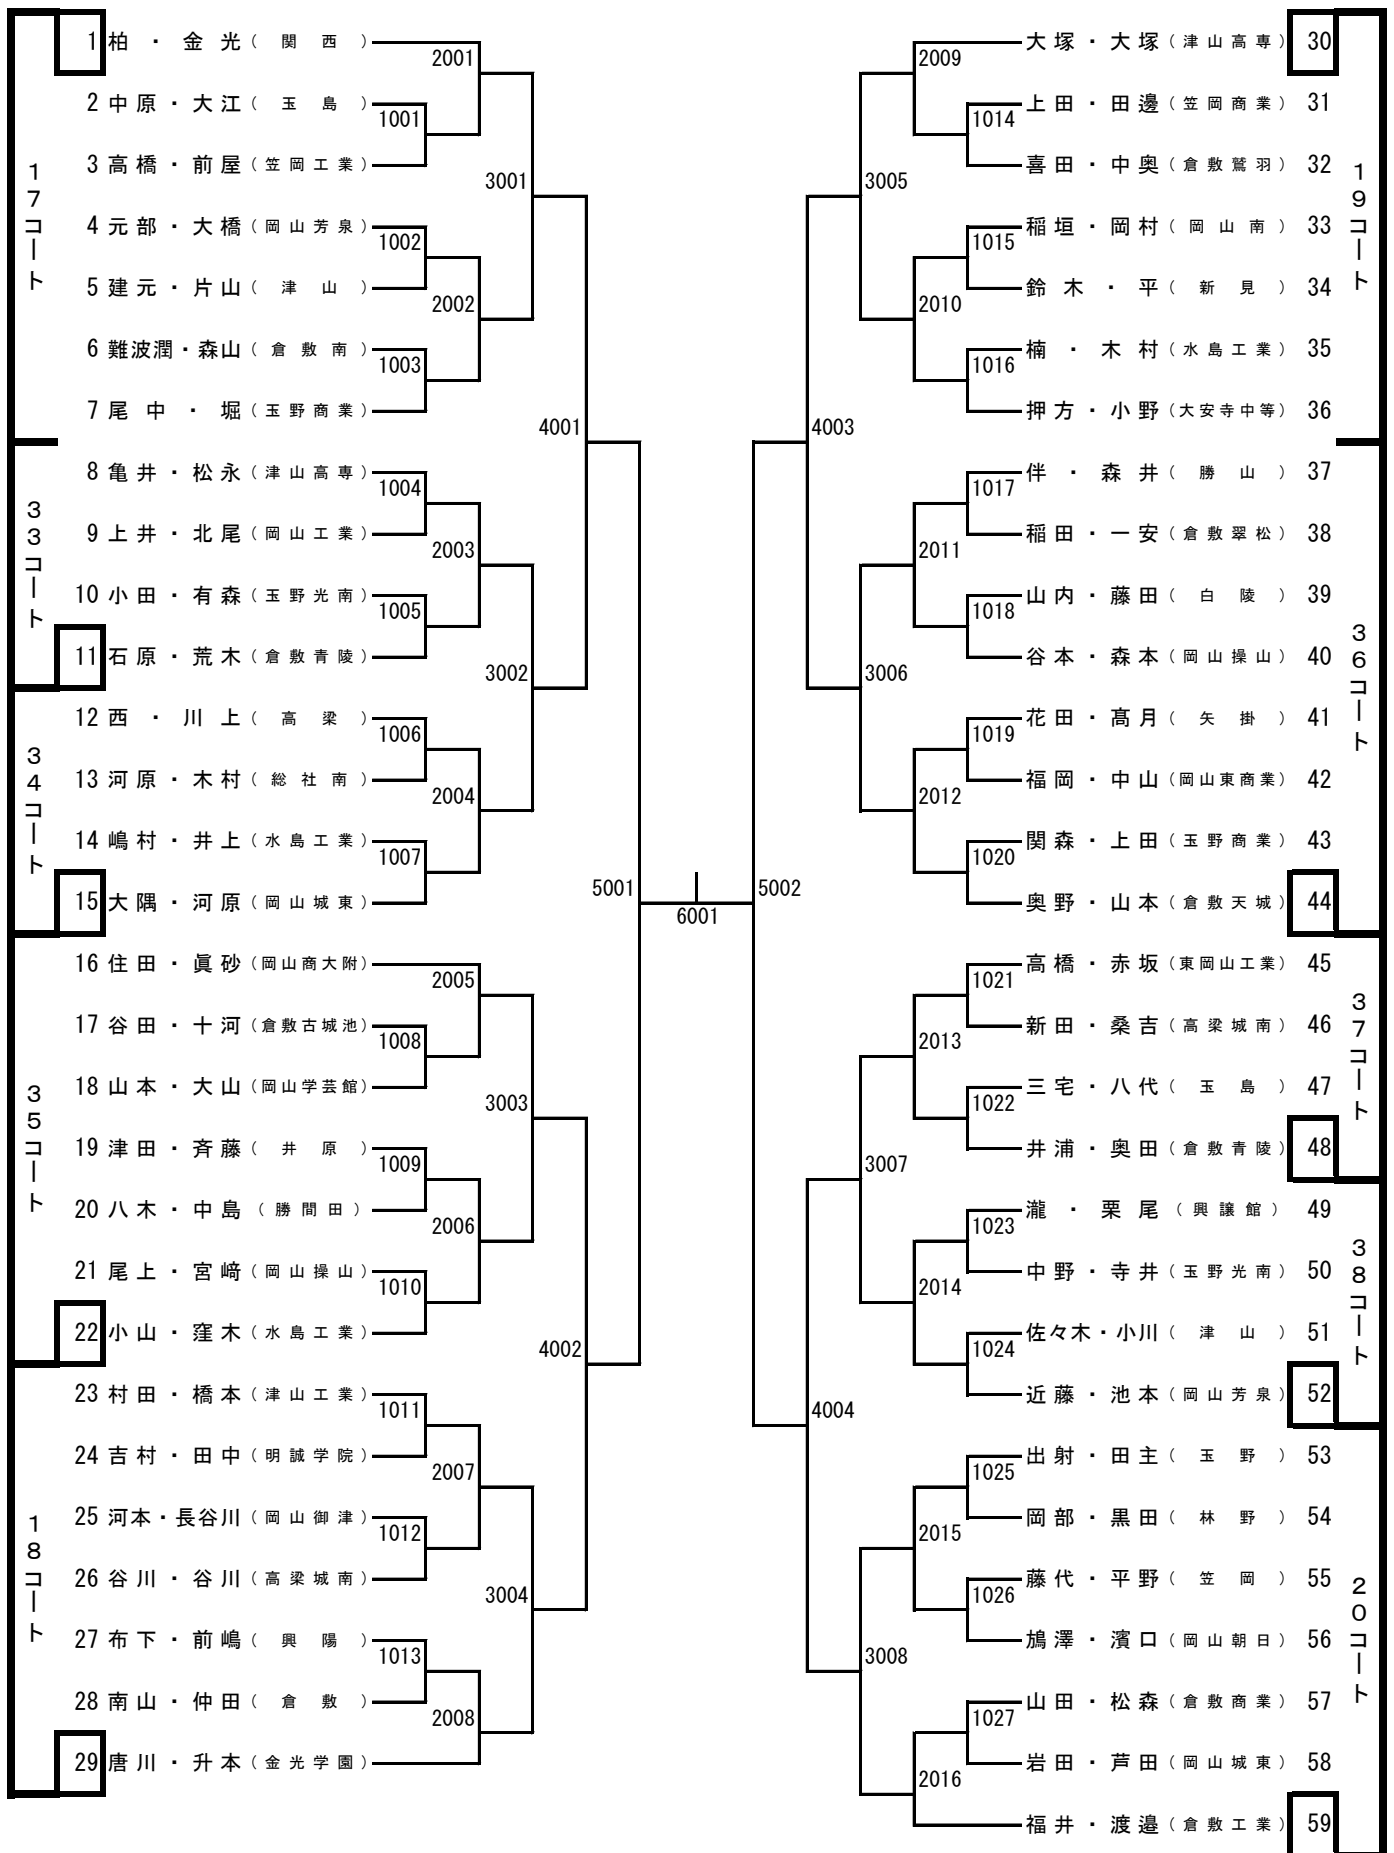 17コート
33コート
34コート
35コート
18コート
1 柏・金光(関西)
2 中原・大江(玉島)
3 高橋・前屋(笠岡工業)
4 元部・大橋(岡山芳泉)
5 建元・片山(津山)
6 難波潤・森山(倉敷南)
7 尾中・堀(玉野商業)
8 亀井・松永(津山高専)
9 上井・北尾(岡山工業)
10 小田・有森(玉野光南)
11 石原・荒木(倉敷青陵)
12 西・川上(高梁)
13 河原・木村(総社南)
14 嶋村・井上(水島工業)
15 大隅・河原(岡山城東)
16 住田・眞砂(岡山商大附)
17 谷田・十河(倉敷古城池)
18 山本・大山(岡山学芸館)
19 津田・斉藤(井原)
20 八木・中島(勝間田)
21 尾上・宮﨑(岡山操山)
22 小山・窪木(水島工業)
23 村田・橋本(津山工業)
24 吉村・田中(明誠学院)
25 河本・長谷川(岡山御津)
26 谷川・谷川(高梁城南)
27 布下・前嶋(興陽)
28 南山・仲田(倉敷)
29 唐川・升本(金光学園)
1001
1002
1003
1004
1005
1006
1007
1008
1009
1010
1011
1012
1013
2001
2002
2003
2004
2005
2006
2007
2008
3001
3002
3003
3004
4001
4002
5001
6001
5002
4003
4004
3005
3006
3007
3008
2009
2010
2011
2012
2013
2014
2015
2016
1014
1015
1016
1017
1018
1019
1020
1021
1022
1023
1024
1025
1026
1027
大塚・大塚(津山高専) 30
上田・田邊(笠岡商業) 31
喜田・中奥(倉敷鷲羽) 32
稲垣・岡村(岡山南) 33
鈴木・平(新見) 34
楠・木村(水島工業) 35
押方・小野(大安寺中等) 36
伴・森井(勝山) 37
稲田・一安(倉敷翠松) 38
山内・藤田(白陵) 39
谷本・森本(岡山操山) 40
花田・髙月(矢掛) 41
福岡・中山(岡山東商業) 42
関森・上田(玉野商業) 43
奥野・山本(倉敷天城) 44
高橋・赤坂(東岡山工業) 45
新田・桑吉(高梁城南) 46
三宅・八代(玉島) 47
井浦・奥田(倉敷青陵) 48
瀧・栗尾(興譲館) 49
中野・寺井(玉野光南) 50
佐々木・小川(津山) 51
近藤・池本(岡山芳泉) 52
出射・田主(玉野) 53
岡部・黒田(林野) 54
藤代・平野(笠岡) 55
鳩澤・濱口(岡山朝日) 56
山田・松森(倉敷商業) 57
岩田・芦田(岡山城東) 58
福井・渡邉(倉敷工業) 59
19コート
36コート
37コート
38コート
20コート